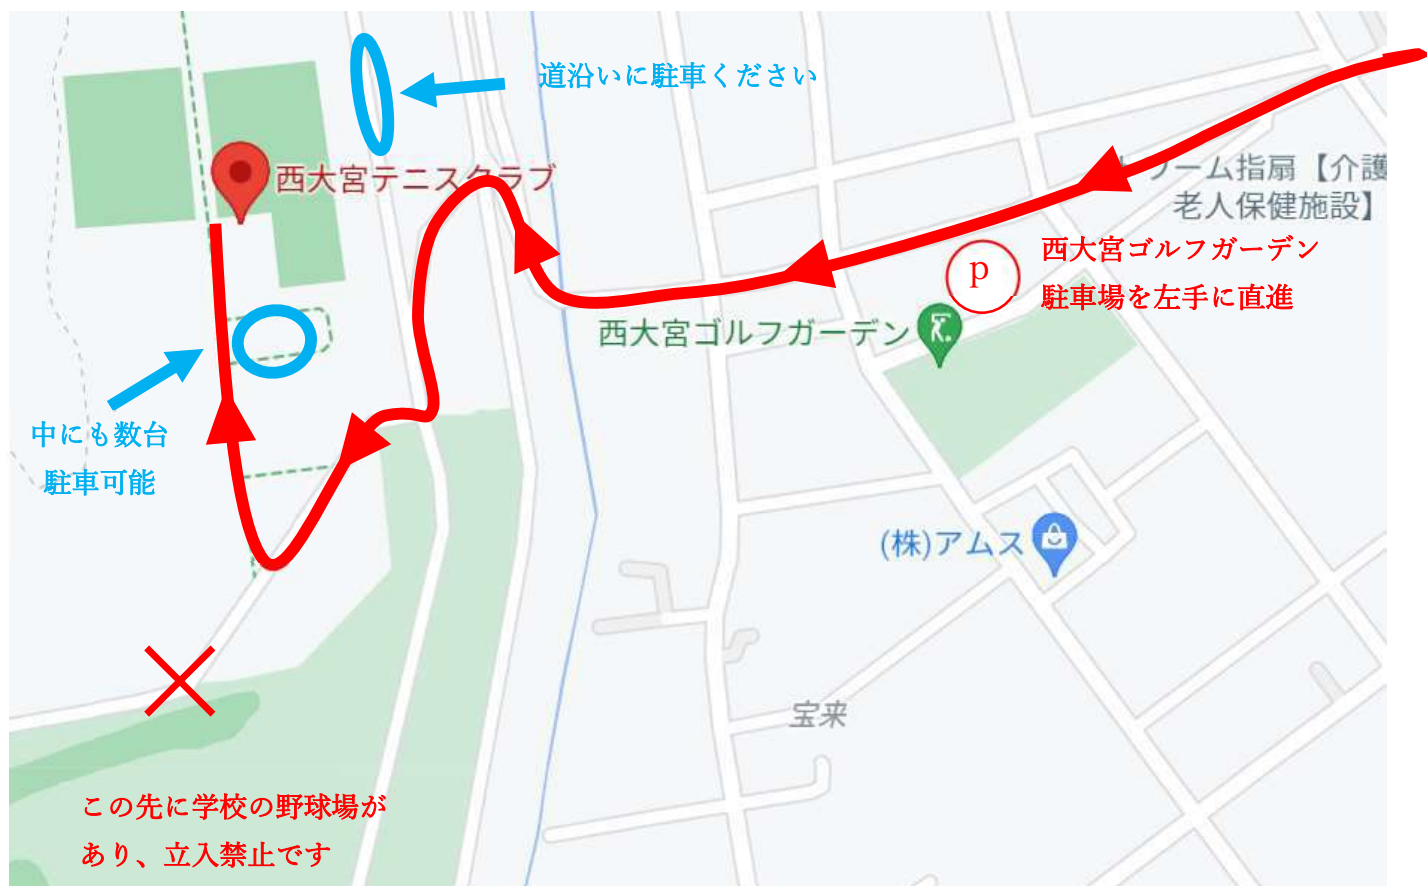 道沿いに駐車ください
西大宮テニスクラブ
ーム指扇【介護
老人保健施設】
西大宮ゴルフガーデン
駐車場を左手に直進
p
西大宮ゴルフガーデン
中にも数台
駐車可能
(株)アムス
宝来
この先に学校の野球場が
あり、立入禁止です